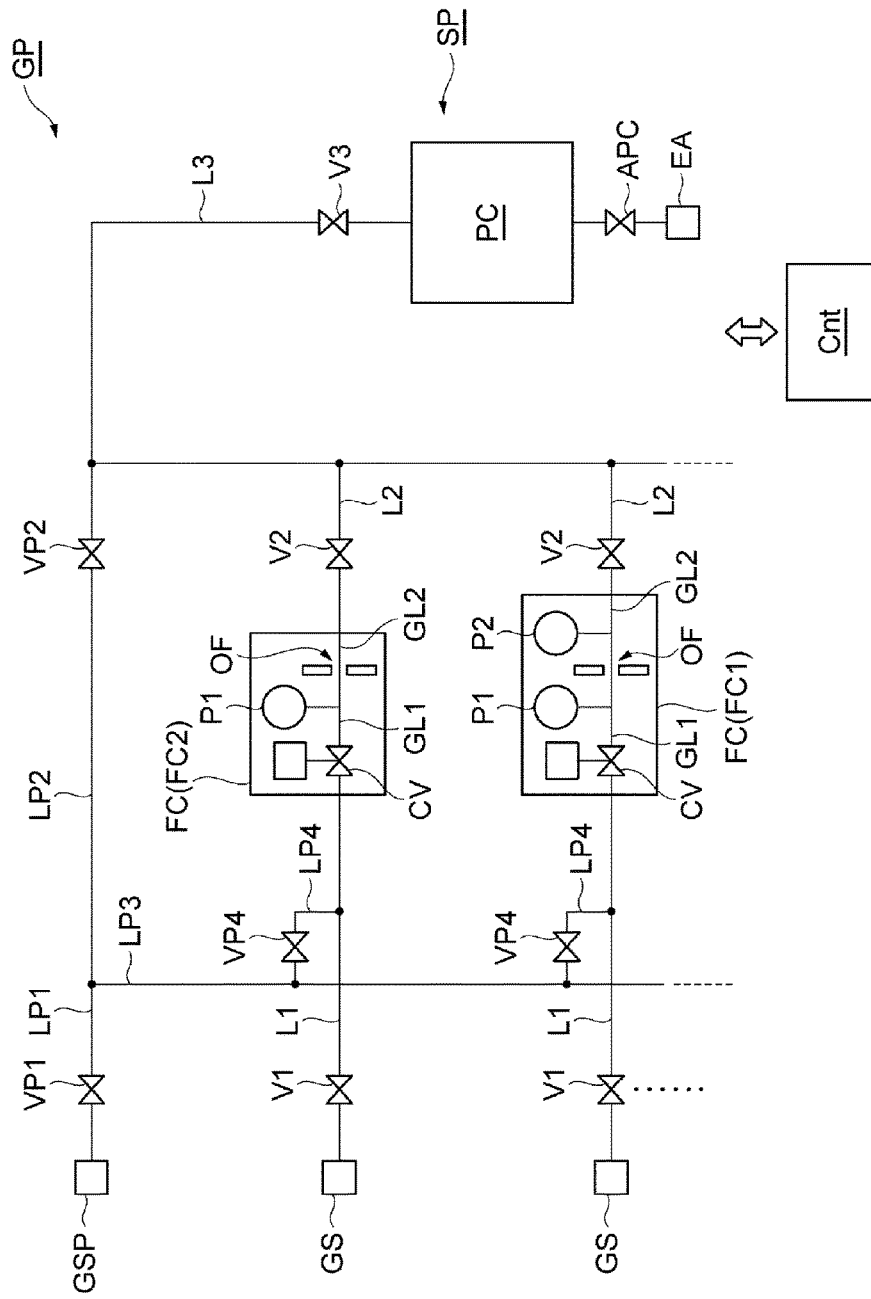 GP
SP
L3
V3
PC
APC
EA
Cnt
VP2
LP2
LP3
LP1
VP1
GSP
L2
V2
GL2
OF
P1
GL1
FC(FC2)
CV
LP4
VP4
L1
V1
GS
L2
V2
GL2
P2
OF
P1
GL1
FC(FC1)
CV
LP4
VP4
L1
V1
GS